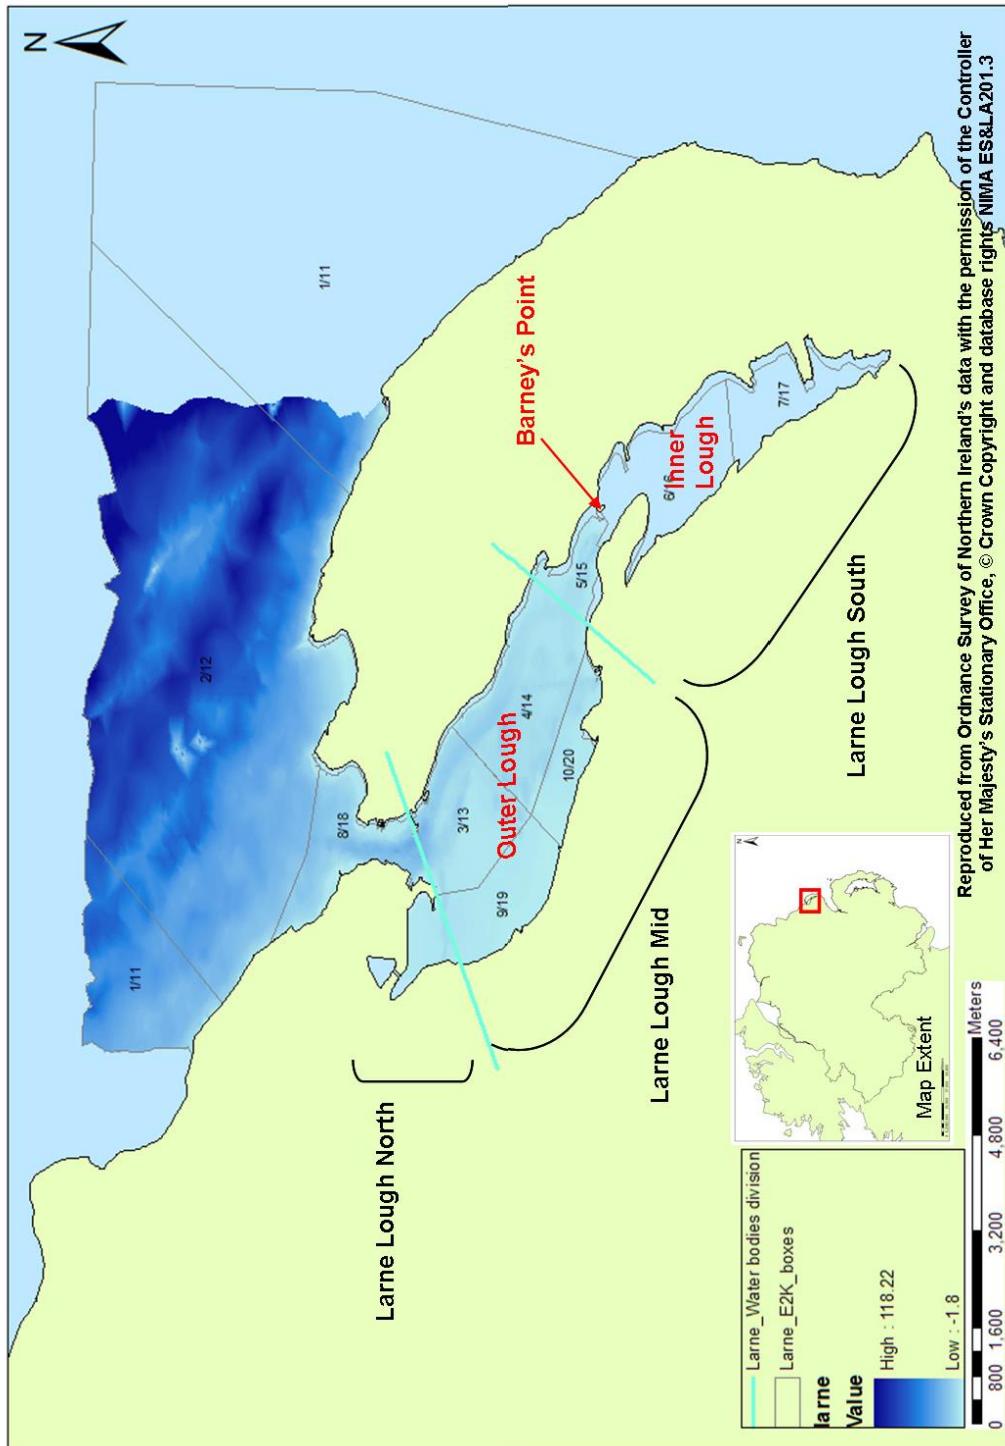 N
1/11
2/12
1/11
8/18
3/13
9/19
4/14
10/20
5/15
6/16
7/17
Outer Lough
Inner
Lough
Barney's Point
Larne Lough North
Larne Lough Mid
Larne Lough South
Larne_Water bodies division
Larne_E2K_boxes
larne
Value
High : 118.22
Low : -1.8
N
Map Extent
0 800 1,600 3,200 4,800 6,400
Meters
Reproduced from Ordnance Survey of Northern Ireland's data with the permission of the Controller
of Her Majesty's Stationary Office, © Crown Copyright and database rights NIMA ES&LA201.3